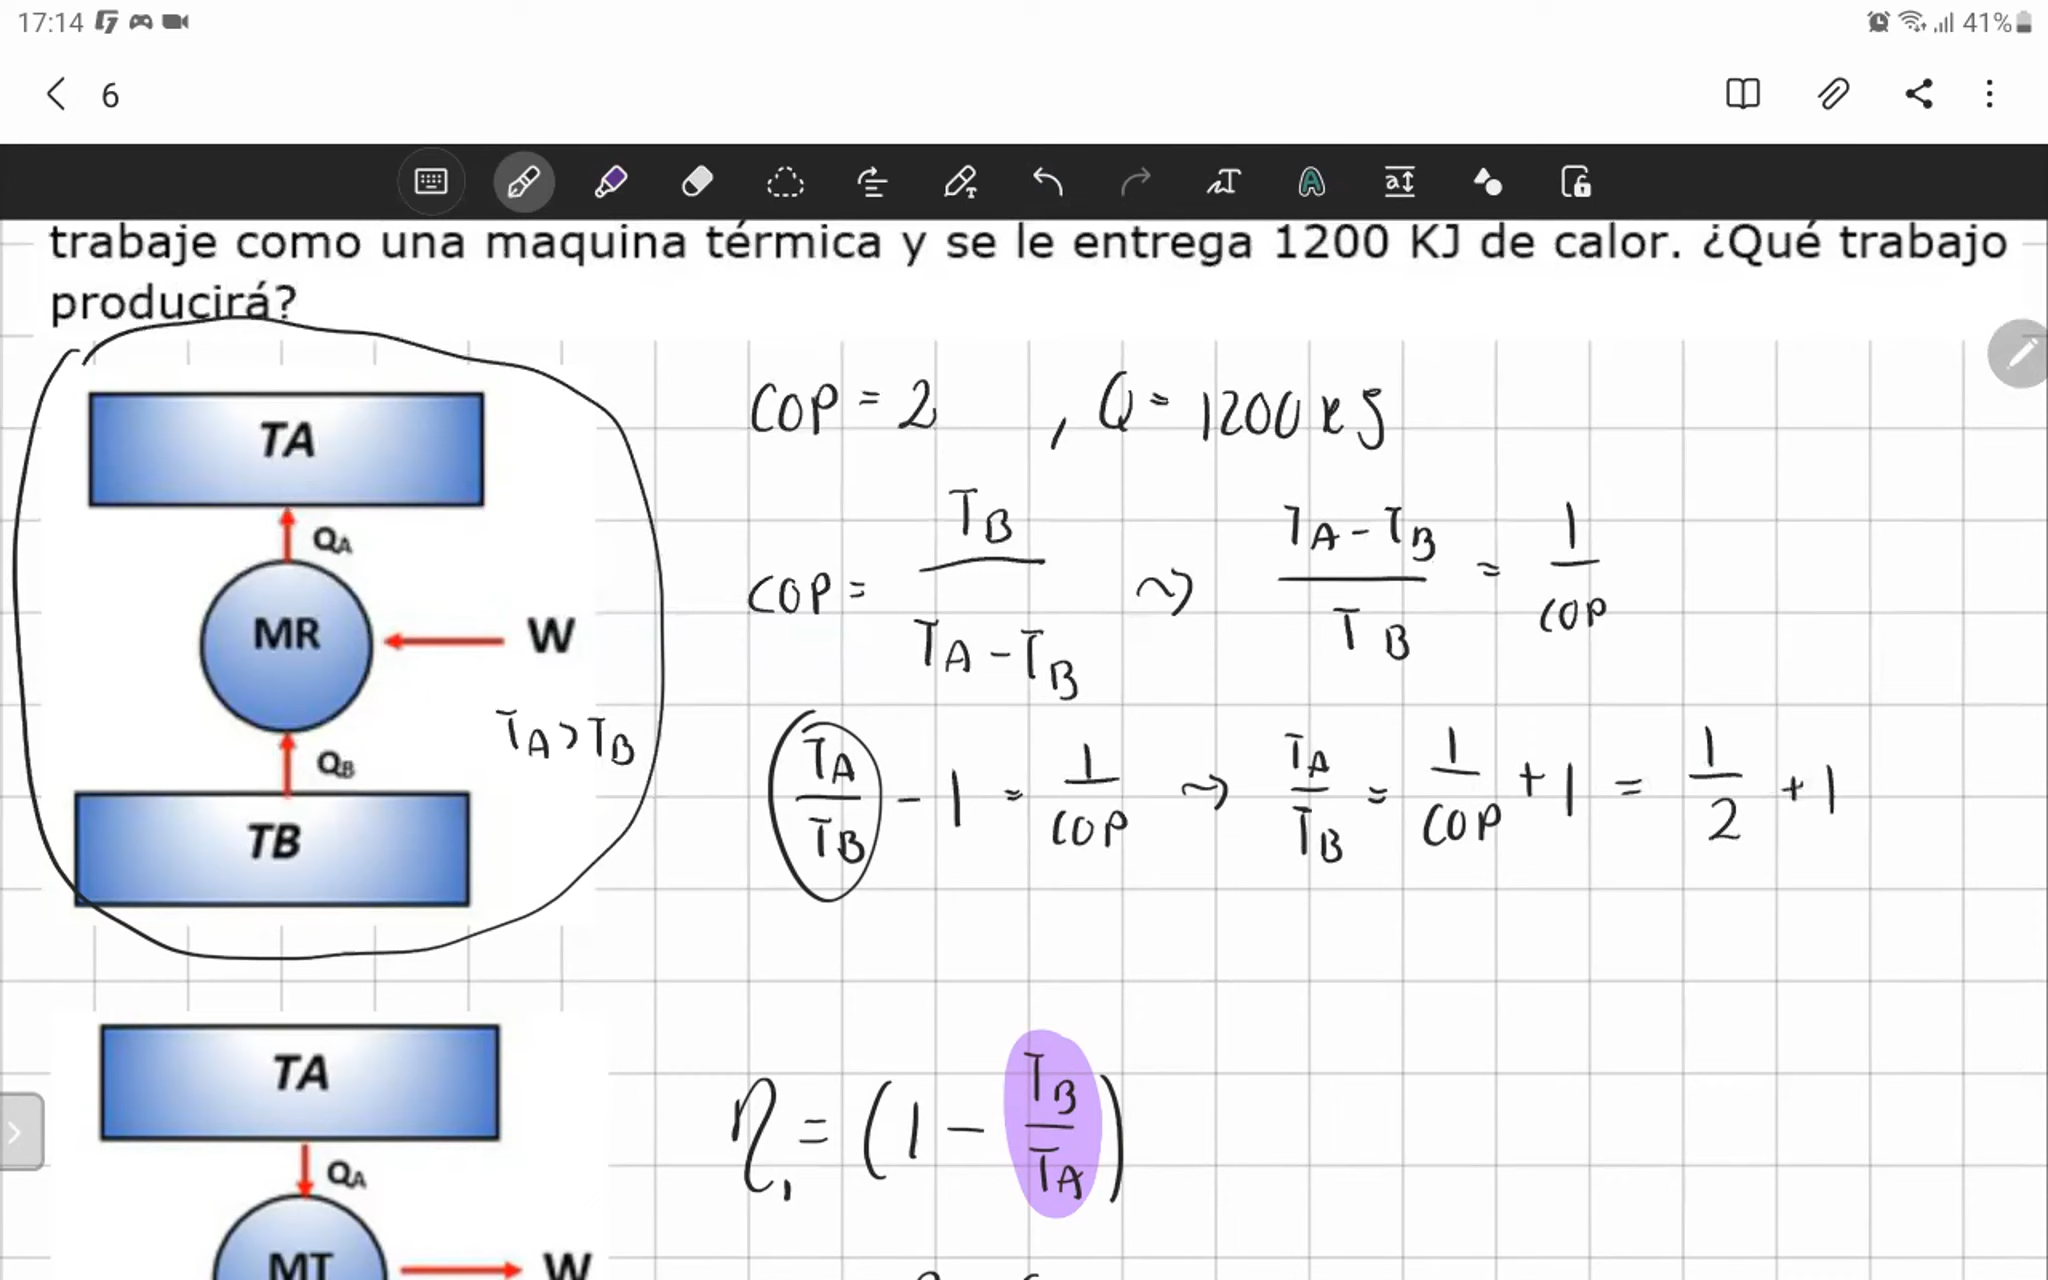 17:14 41%
6
trabaje como una maquina térmica y se le entrega 1200 KJ de calor. ¿Qué trabajo
producirá?
TA
QA
MR
W
TA > TB
QB
TB
COP = 2 , Q = 1200 KJ
COP = TB / (TA - TB) ⇝ (TA - TB) / TB = 1 / COP
TA / TB - 1 = 1 / COP ⇝ TA / TB = 1 / COP + 1 = 1 / 2 + 1
TA
QA
MT
W
η1 = (1 - TB / TA)